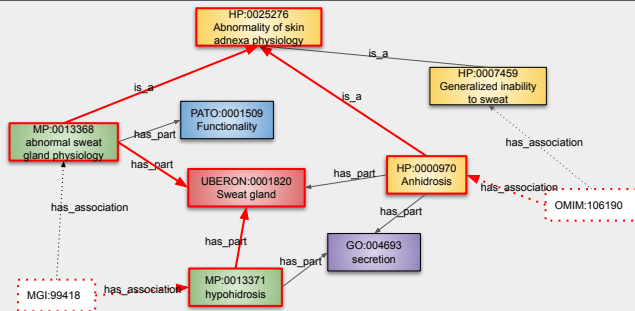 HP:0025276
Abnormality of skin
adnexa physiology
is_a
HP:0007459
Generalized inability
to sweat
is_a
is_a
PATO:0001509
Functionality
MP:0013368
abnormal sweat
gland physiology
has_part
has_association
has_part
UBERON:0001820
Sweat gland
has_part
HP:0000970
Anhidrosis
has_association
OMIM:106190
has_association
has_part
has_part
GO:004693
secretion
MGI:99418
has_association
MP:0013371
hypohidrosis
has_part